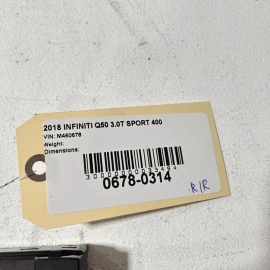 2018 INFINITI Q50 3.0T SPORT 400
VIN: M460678
Weight:
Dimensions:
0678-0314
R/R